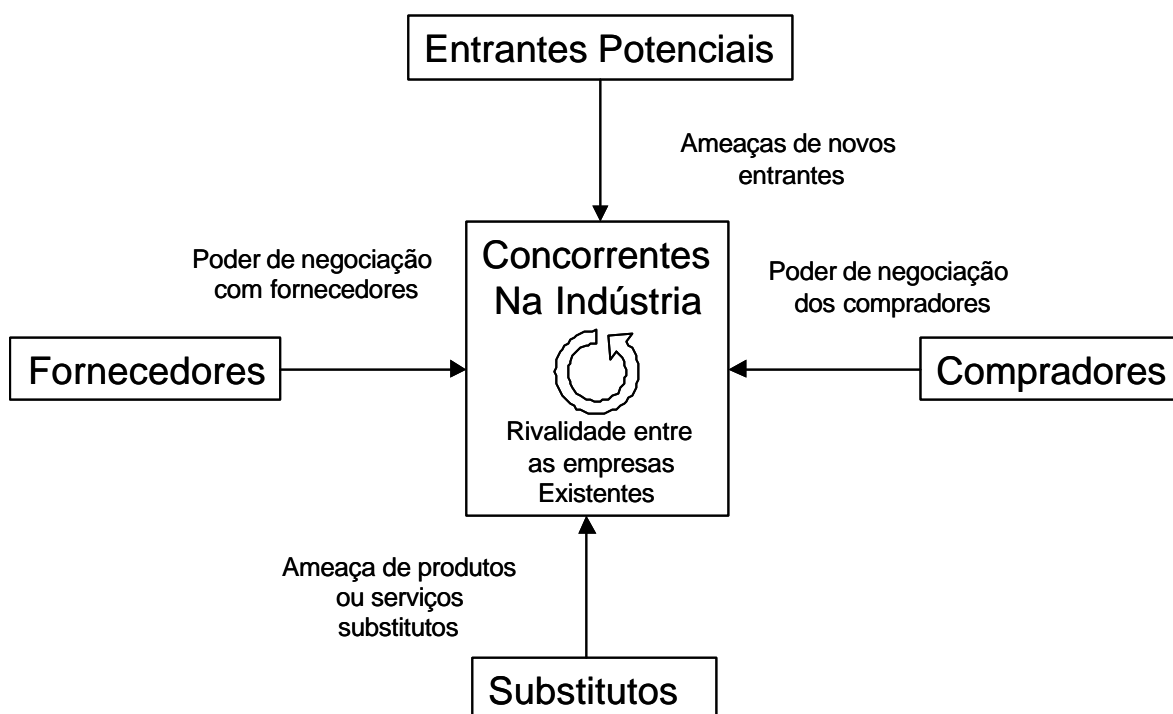 Entrantes Potenciais
Ameaças de novos
entrantes
Poder de negociação
com fornecedores
Concorrentes
Na Indústria
Poder de negociação
dos compradores
Fornecedores
Compradores
Rivalidade entre
as empresas
Existentes
Ameaça de produtos
ou serviços
substitutos
Substitutos